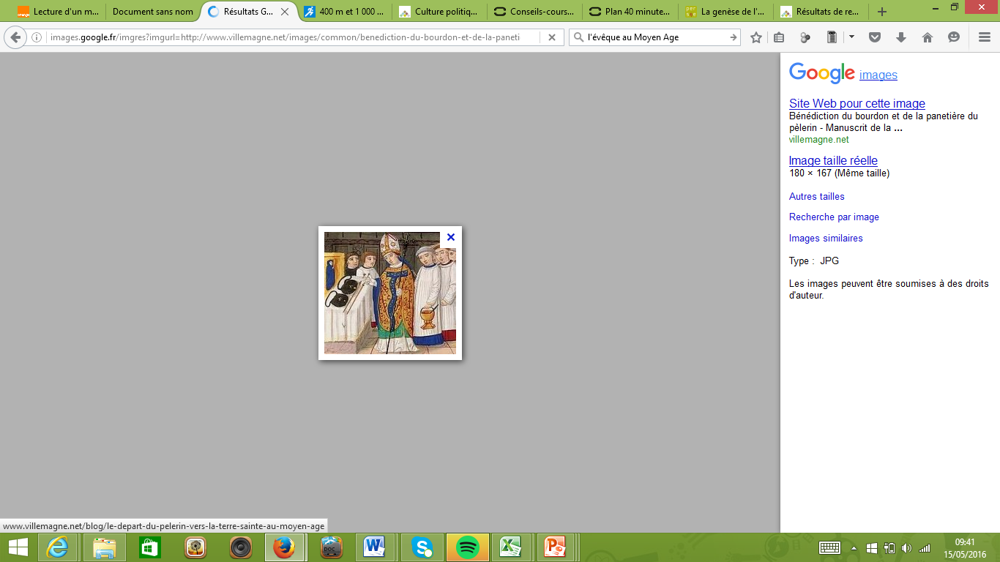 Lecture d'un m...
Document sans nom
Résultats G...
400 m et 1 000 ...
Culture politiq...
Conseils-cours...
Plan 40 minute...
La genèse de l'...
Résultats de re...
images.google.fr/imgres?imgurl=http://www.villemagne.net/images/common/benediction-du-bourdon-et-de-la-paneti
l'évêque au Moyen Age
Google images
Site Web pour cette image
Bénédiction du bourdon et de la panetière du
pèlerin - Manuscrit de la ...
villemagne.net
Image taille réelle
180 × 167 (Même taille)
Autres tailles
Recherche par image
Images similaires
Type : JPG
Les images peuvent être soumises à des droits
d'auteur.
www.villemagne.net/blog/le-depart-du-pelerin-vers-la-terre-sainte-au-moyen-age
09:41
15/05/2016